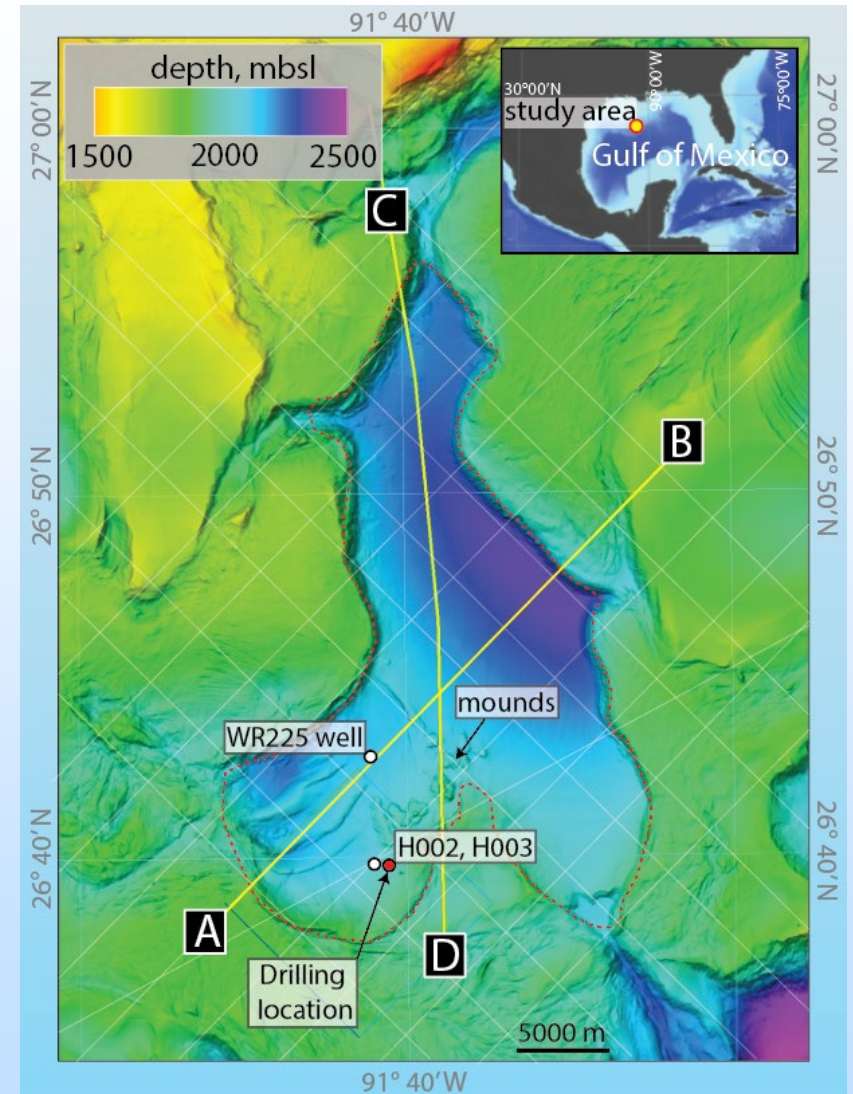 91° 40′ W
depth, mbsl
1500 2000 2500
30°00′N
90°00′W
75°00′W
study area
Gulf of Mexico
27° 00′ N
27° 00′ N
C
B
26° 50′ N
26° 50′ N
mounds
WR225 well
H002, H003
26° 40′ N
26° 40′ N
A
D
Drilling
location
5000 m
91° 40′ W